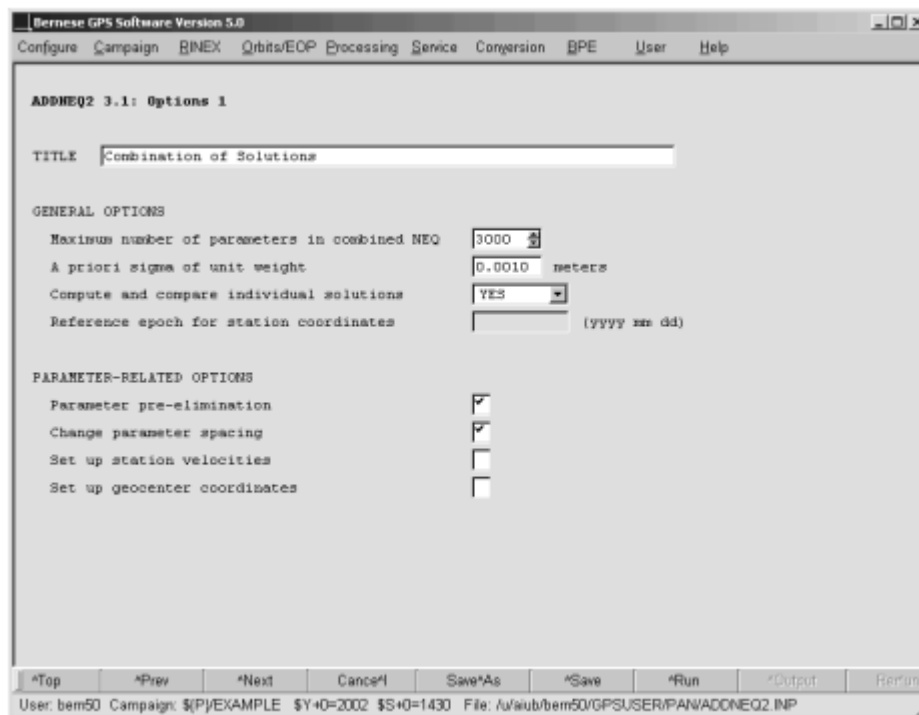 Bernese GPS Software Version 5.0
Configure Campaign RINEX Orbits/EOP Processing Service Conversion BPE User Help
ADDNEQ2 3.1: Options 1
TITLE Combination of Solutions
GENERAL OPTIONS
Maximum number of parameters in combined NEQ 3000
A priori sigma of unit weight 0.0010 meters
Compute and compare individual solutions YES
Reference epoch for station coordinates (yyyy mm dd)
PARAMETER-RELATED OPTIONS
Parameter pre-elimination
Change parameter spacing
Set up station velocities
Set up geocenter coordinates
^Top ^Prev ^Next Cance^l Save^As ^Save ^Run ^Output Rerun
User: bern50 Campaign: ${P}/EXAMPLE $Y+0=2002 $S+0=1430 File: /u/aiub/bern50/GPSUSER/PAN/ADDNEQ2.INP